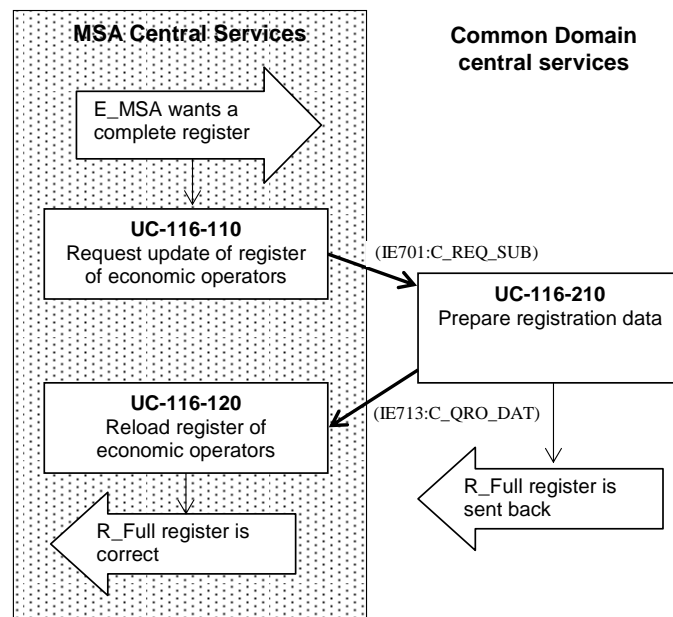 MSA Central Services
Common Domain
central services
E_MSA wants a
complete register
UC-116-110
Request update of register
of economic operators
(IE701:C_REQ_SUB)
UC-116-210
Prepare registration data
UC-116-120
Reload register of
economic operators
(IE713:C_QRO_DAT)
R_Full register is
sent back
R_Full register is
correct